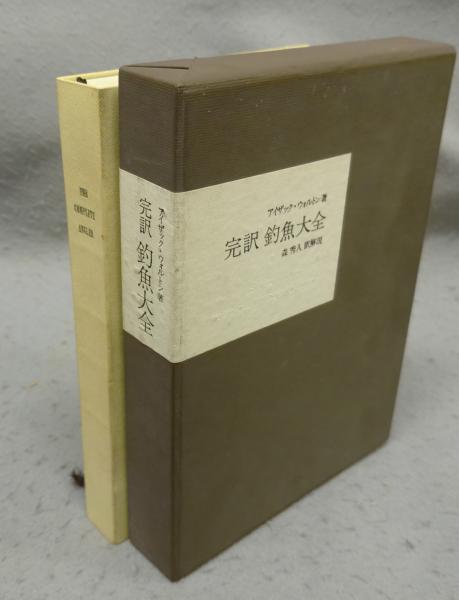 THE
COMPLETE
ANGLER
アイザック・ウォルトン著
完訳 釣魚大全
アイザック・ウォルトン著
完訳 釣魚大全
森秀人 訳解説